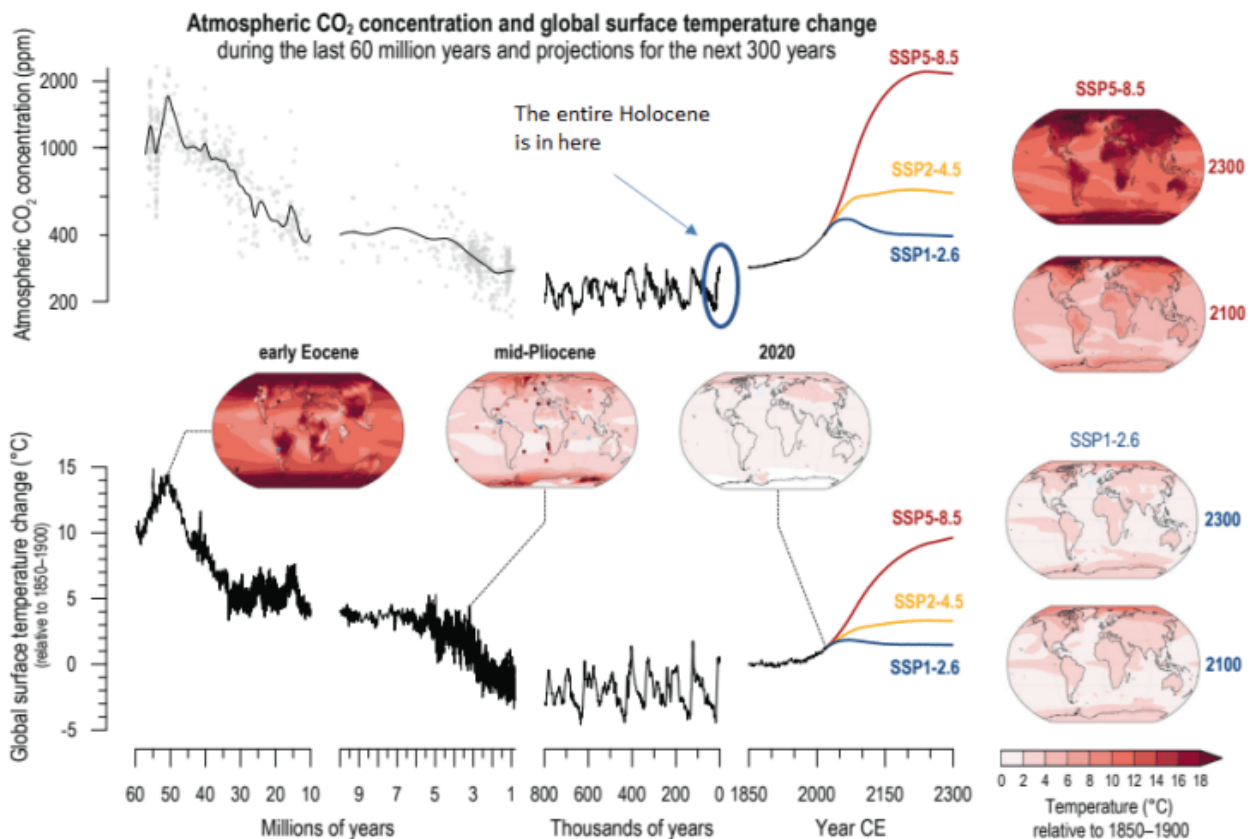 Atmospheric CO₂ concentration and global surface temperature change
during the last 60 million years and projections for the next 300 years
Atmospheric CO₂ concentration (ppm)
2000
1000
400
200
The entire Holocene
is in here
SSP5-8.5
SSP2-4.5
SSP1-2.6
SSP5-8.5
2300
2100
early Eocene
mid-Pliocene
2020
Global surface temperature change (°C)
(relative to 1850–1900)
15
10
5
0
-5
SSP5-8.5
SSP2-4.5
SSP1-2.6
SSP1-2.6
2300
2100
60 50 40 30 20 10
9 7 5 3 1
800 600 400 200 0
1850 2000 2150 2300
Millions of years
Thousands of years
Year CE
0 2 4 6 8 10 12 14 16 18
Temperature (°C)
relative to 1850–1900